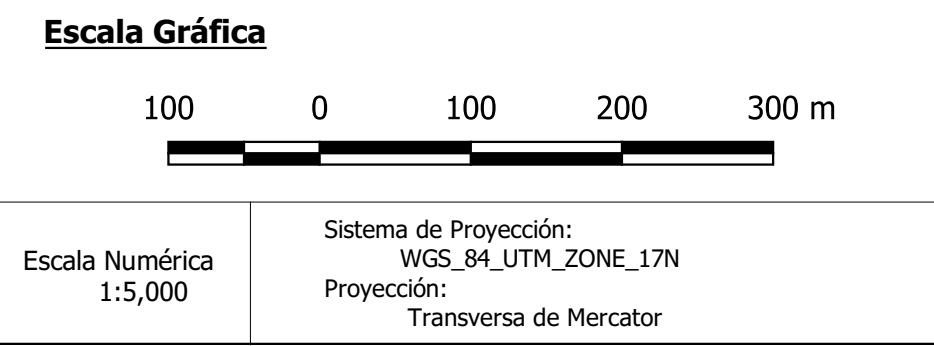 Escala Gráfica
100 0 100 200 300 m
Escala Numérica
1:5,000
Sistema de Proyección:
WGS_84_UTM_ZONE_17N
Proyección:
Transversa de Mercator